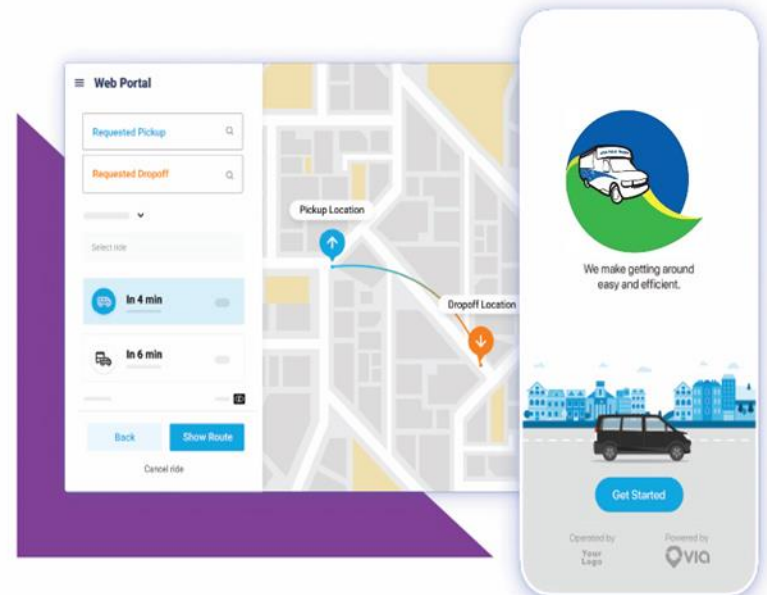 Web Portal
Requested Pickup
Requested Dropoff
Select ride
In 4 min
In 6 min
Back
Show Route
Cancel ride
Pickup Location
Dropoff Location
We make getting around
easy and efficient.
Get Started
Operated by
Your
Logo
Powered by
via